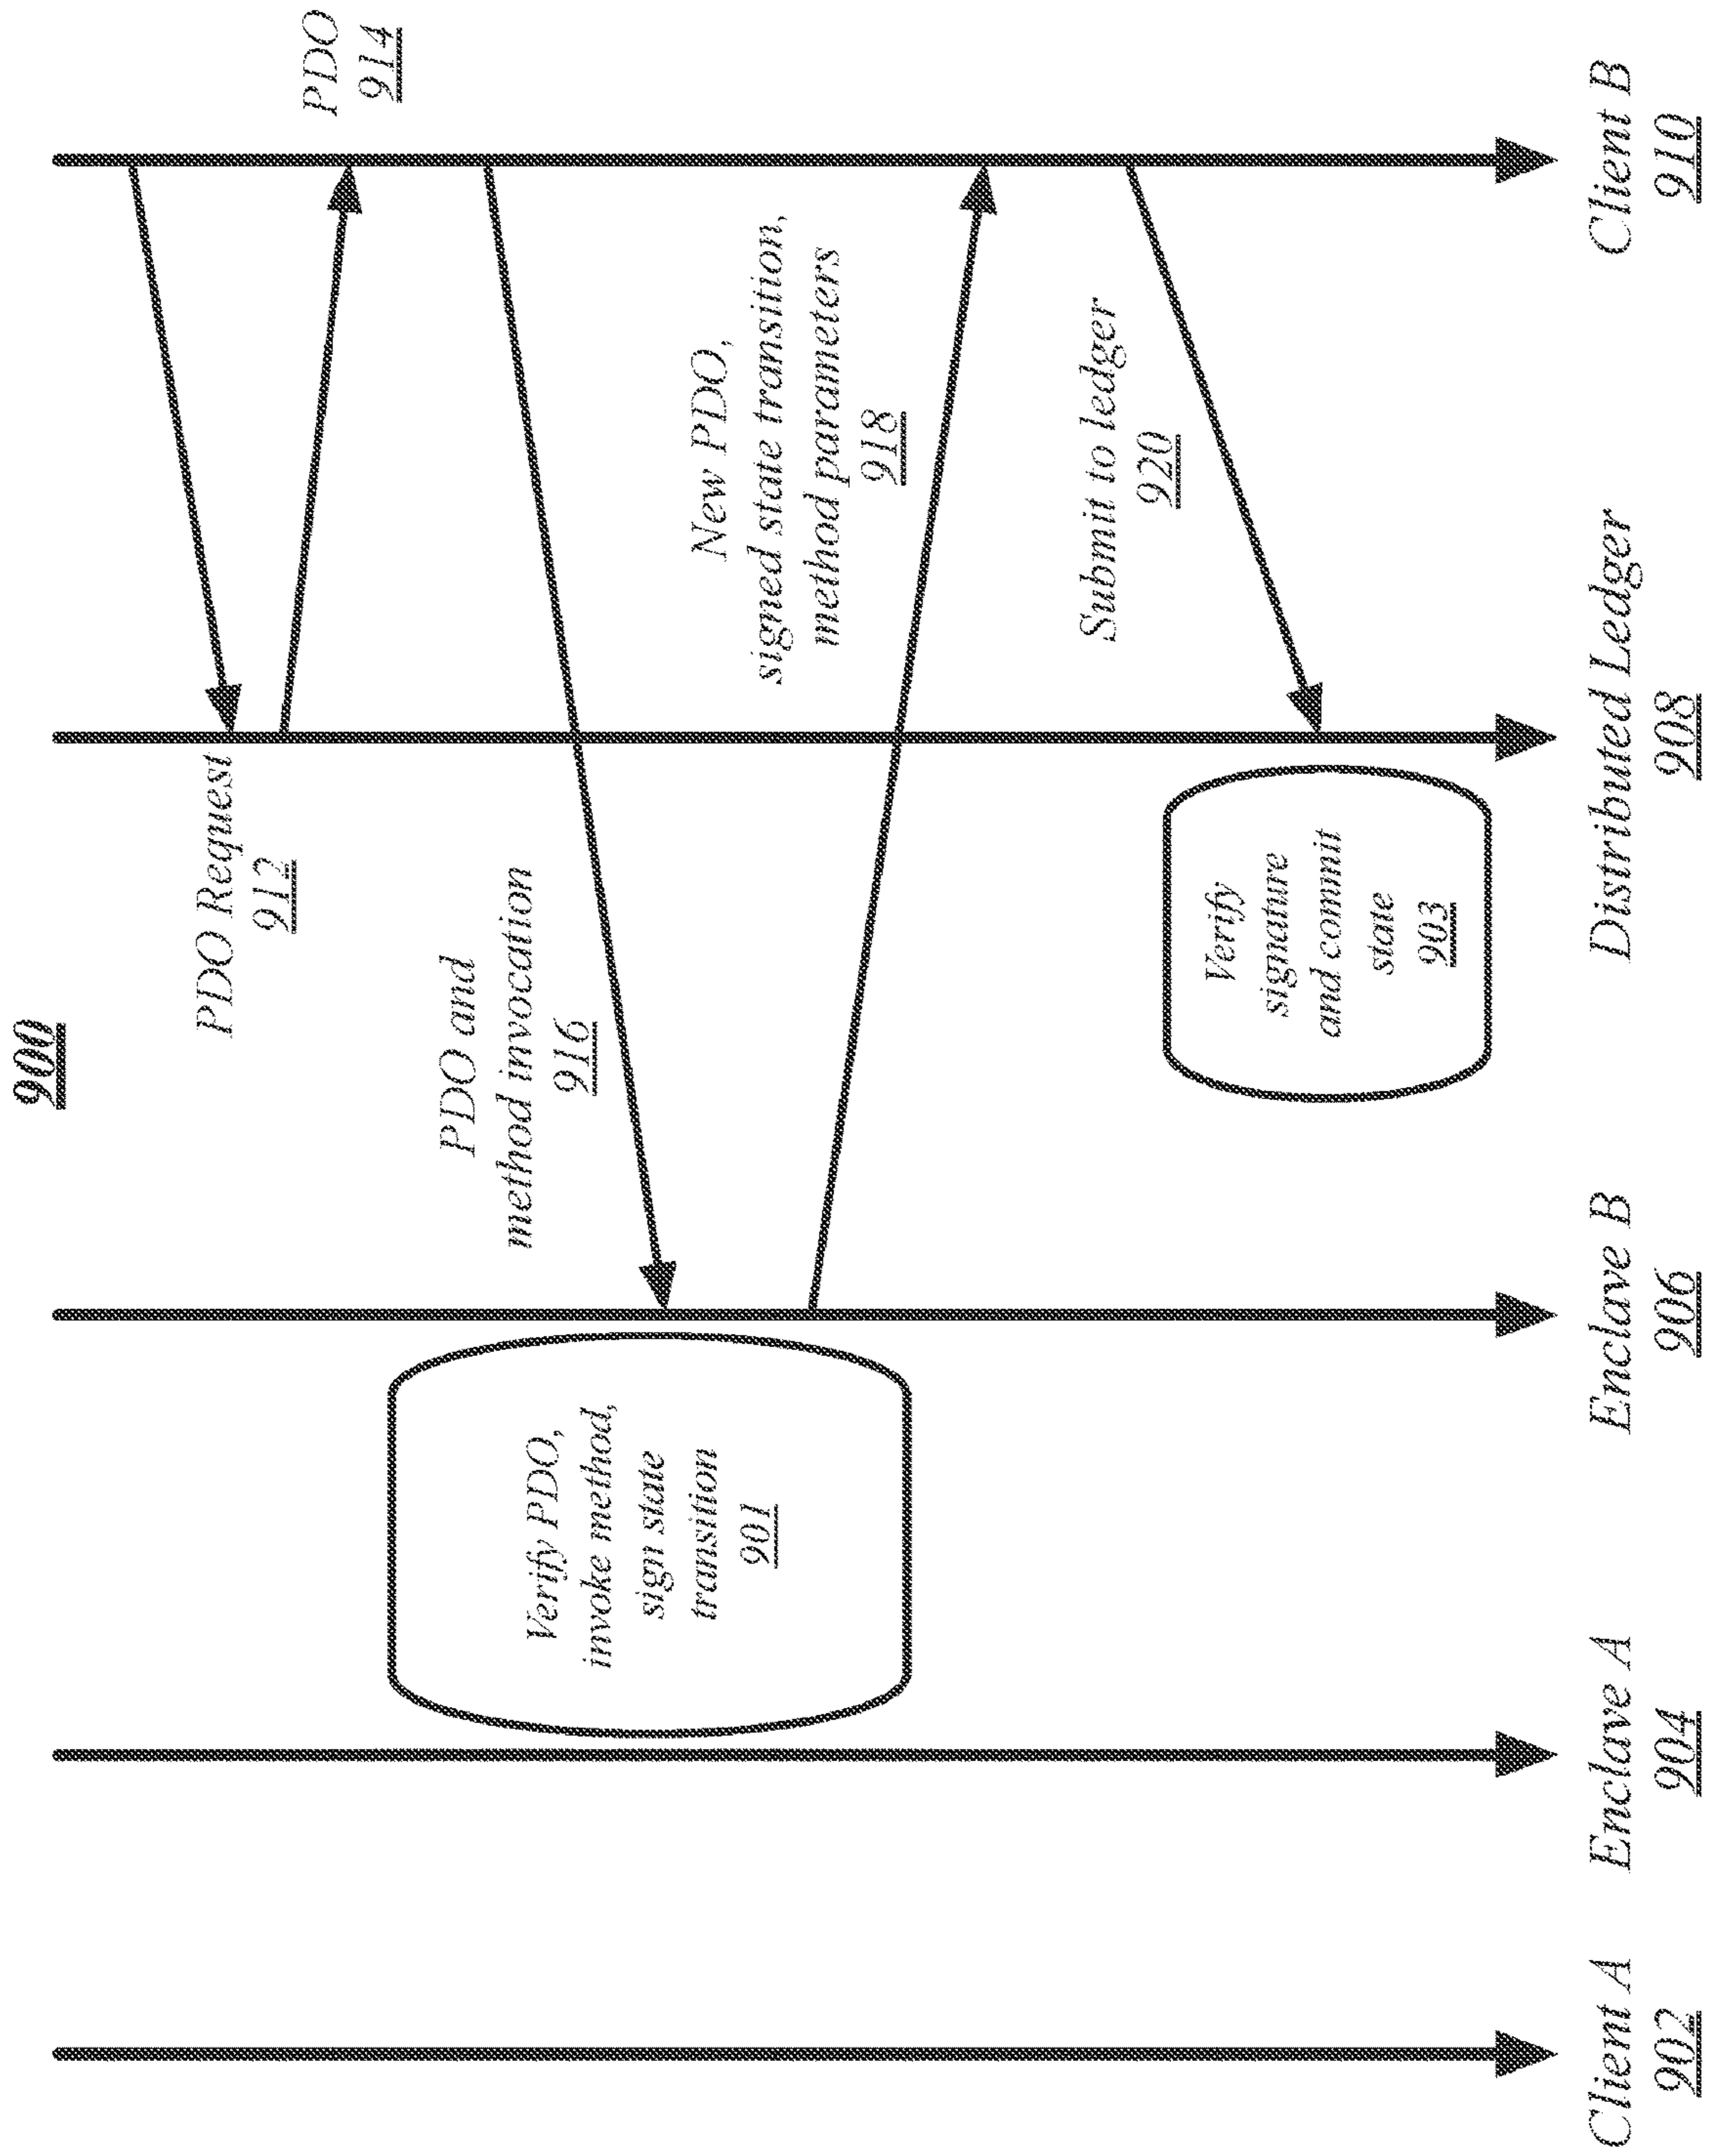 900
PDO Request
912
PDO
914
PDO and
method invocation
916
Verify PDO,
invoke method,
sign state
transition
901
New PDO,
signed state transition,
method parameters
918
Submit to ledger
920
Verify
signature
and commit
state
903
Client A
902
Enclave A
904
Enclave B
906
Distributed Ledger
908
Client B
910